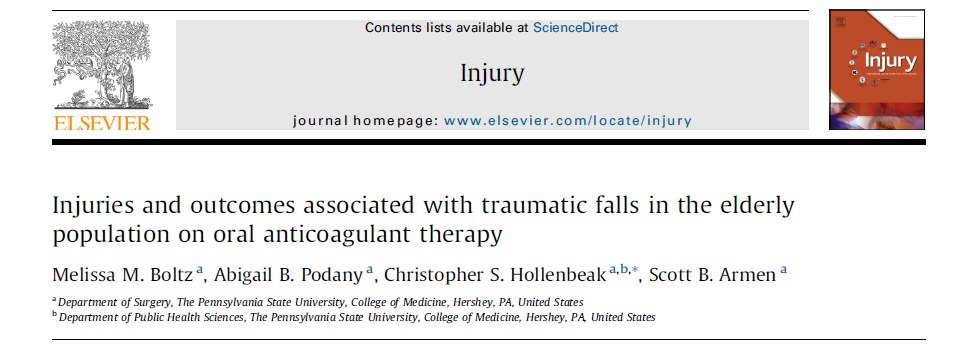 Contents lists available at ScienceDirect
Injury
journal homepage: www.elsevier.com/locate/injury
ELSEVIER
Injury
Injuries and outcomes associated with traumatic falls in the elderly
population on oral anticoagulant therapy
Melissa M. Boltz a, Abigail B. Podany a, Christopher S. Hollenbeak a,b,*, Scott B. Armen a
a Department of Surgery, The Pennsylvania State University, College of Medicine, Hershey, PA, United States
b Department of Public Health Sciences, The Pennsylvania State University, College of Medicine, Hershey, PA, United States